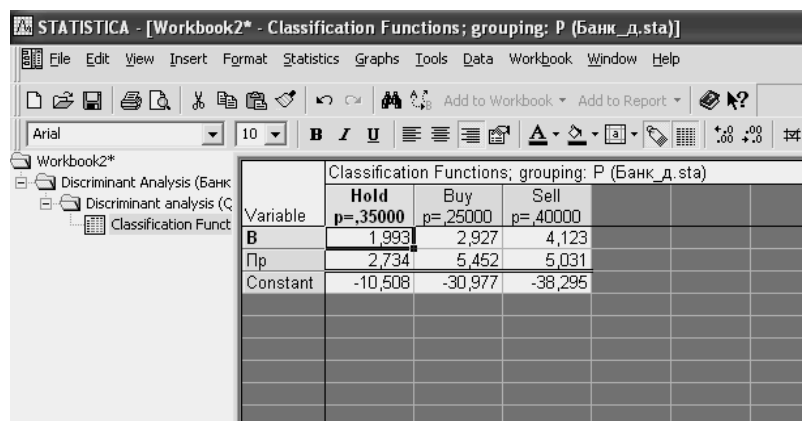 STATISTICA - [Workbook2* - Classification Functions; grouping: P (Банк_д.sta)]
File Edit View Insert Format Statistics Graphs Tools Data Workbook Window Help
Add to Workbook Add to Report
Arial 10 B I U A
Workbook2*
Discriminant Analysis (Банк
Discriminant analysis (Q
Classification Funct
Classification Functions; grouping: P (Банк_д.sta)
Hold Buy Sell
Variable p=,35000 p=,25000 p=,40000
В 1,993 2,927 4,123
Пр 2,734 5,452 5,031
Constant -10,508 -30,977 -38,295